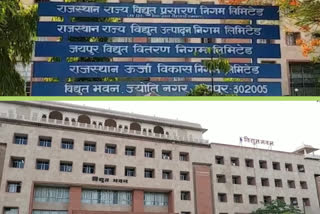 राजस्थान राज्य विद्युत प्रसारण निगम लिमिटेड
राजस्थान राज्य विद्युत उत्पादन निगम लिमिटेड
जयपुर विद्युत वितरण निगम लिमिटेड
राजस्थान ऊर्जा विकास निगम लिमिटेड
विद्युत भवन, ज्योति नगर, जयपुर-302005
विद्युत भवन
विद्युत भवन